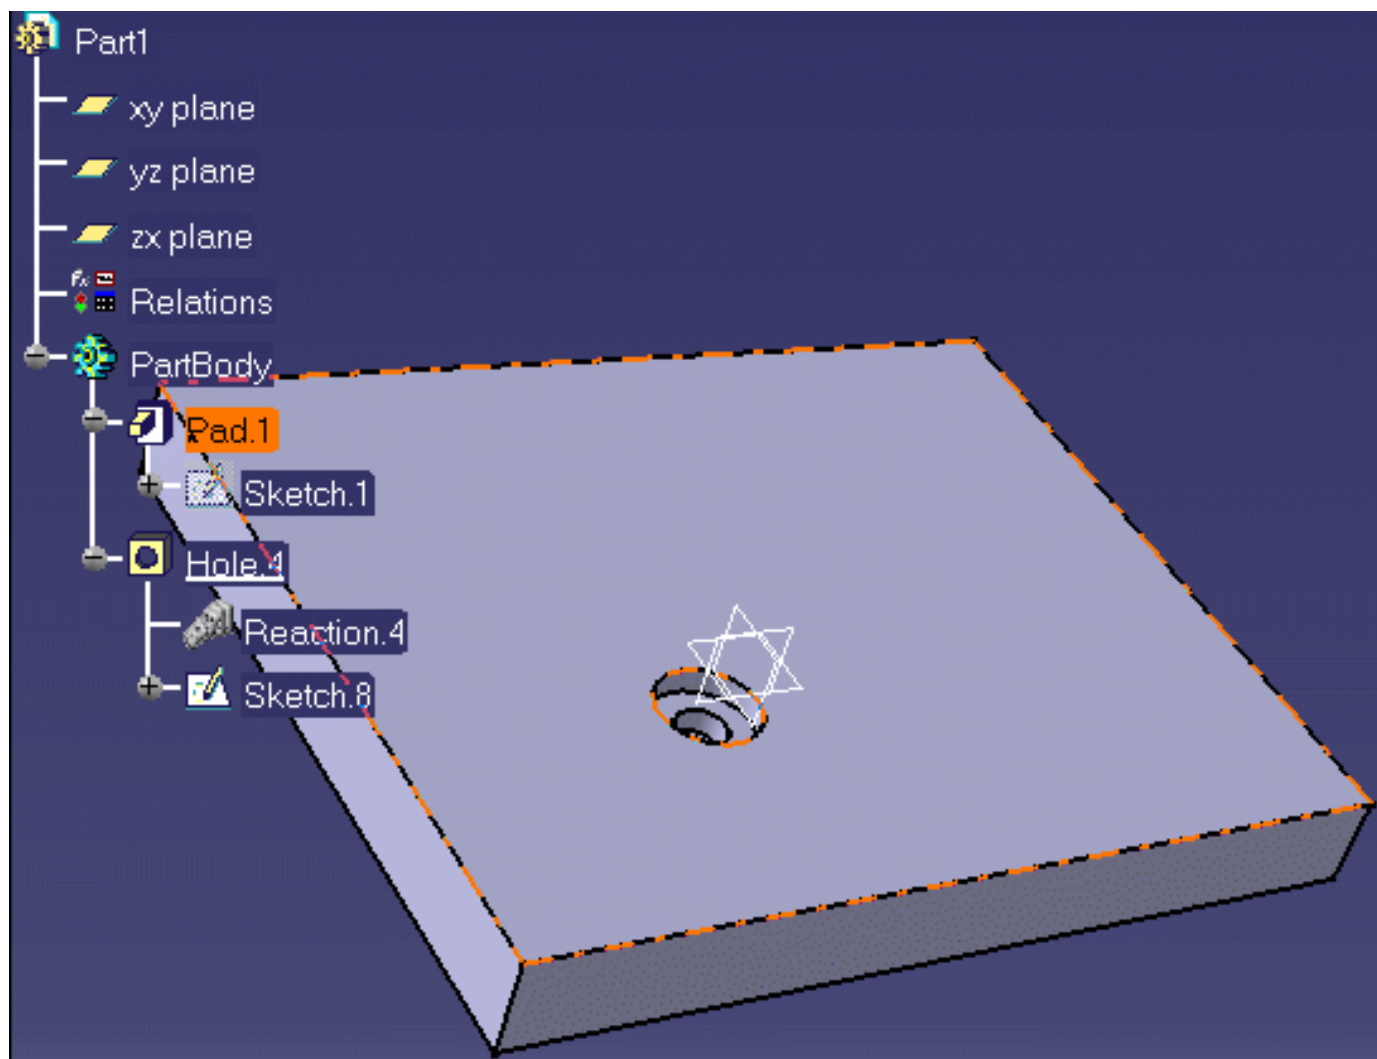 Part1
xy plane
yz plane
zx plane
Relations
PartBody
Pad.1
Sketch.1
Hole.4
Reaction.4
Sketch.8